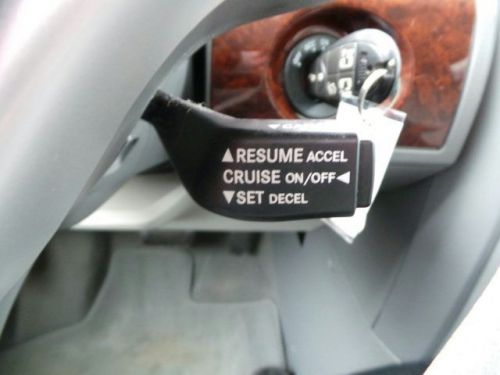 ▲RESUME ACCEL
CRUISE ON/OFF◄
▼SET DECEL